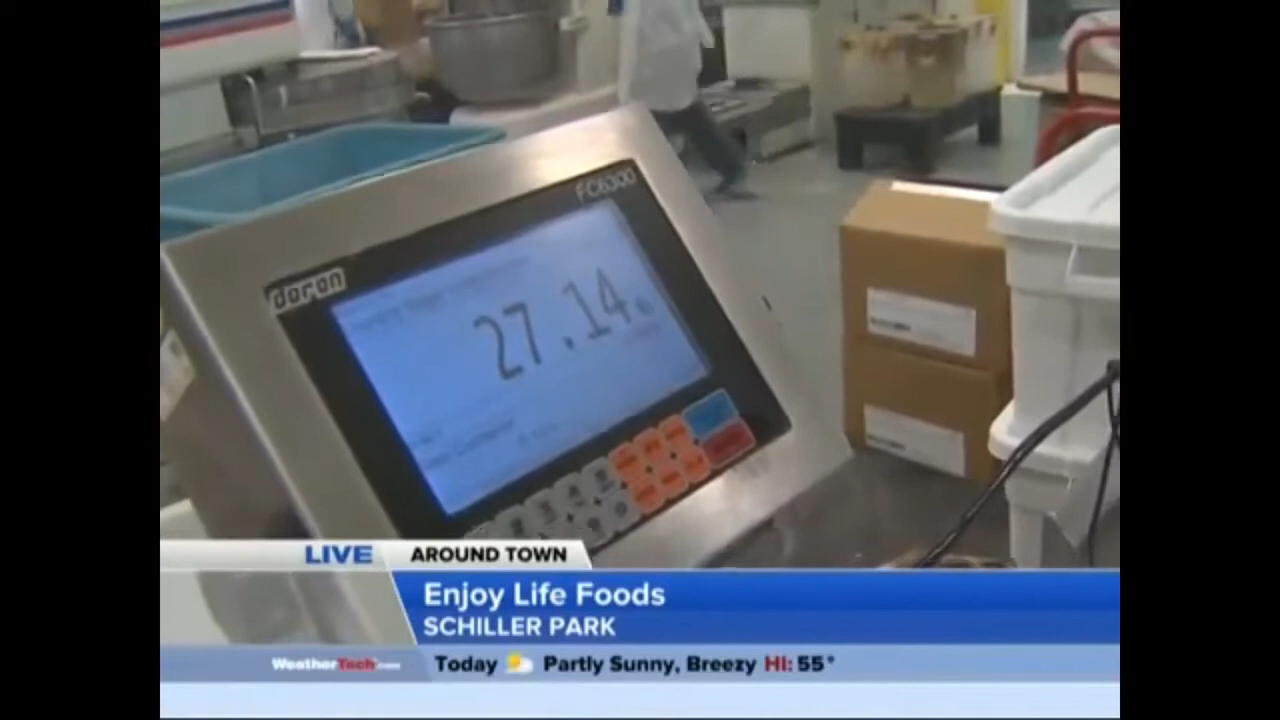 FC6300
doran
27.14
LIVE
AROUND TOWN
Enjoy Life Foods
SCHILLER PARK
WeatherTech.com
Today Partly Sunny, Breezy HI: 55°